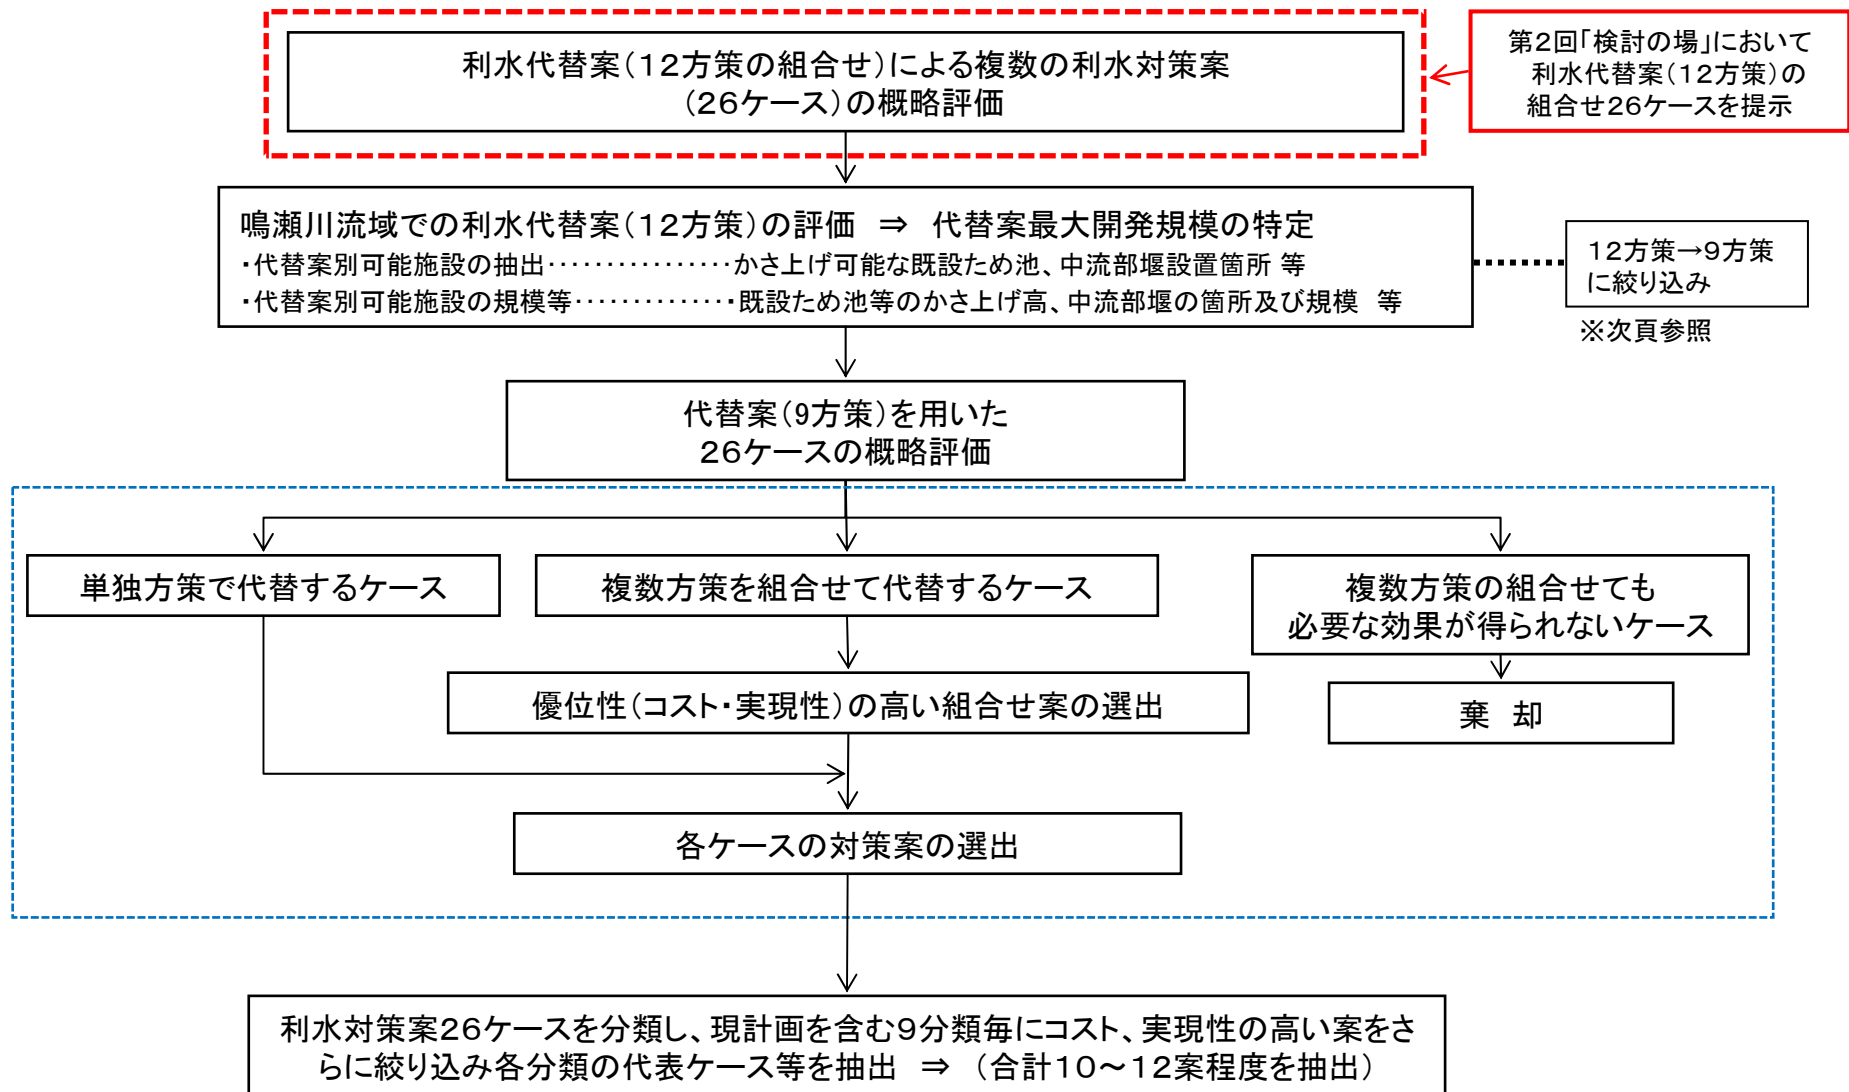 利水代替案（１２方策の組合せ）による複数の利水対策案
（２６ケース）の概略評価
第２回「検討の場」において
利水代替案（１２方策）の
組合せ２６ケースを提示
鳴瀬川流域での利水代替案（１２方策）の評価　⇒　代替案最大開発規模の特定
・代替案別可能施設の抽出・・・・・・・・・・・・・・・・かさ上げ可能な既設ため池、中流部堰設置箇所 等
・代替案別可能施設の規模等・・・・・・・・・・・・・・既設ため池等のかさ上げ高、中流部堰の箇所及び規模　等
１２方策→９方策
に絞り込み
※次頁参照
代替案（9方策）を用いた
２６ケースの概略評価
単独方策で代替するケース
複数方策を組合せて代替するケース
複数方策の組合せても
必要な効果が得られないケース
優位性（コスト・実現性）の高い組合せ案の選出
棄　却
各ケースの対策案の選出
利水対策案２６ケースを分類し、現計画を含む９分類毎にコスト、実現性の高い案をさ
らに絞り込み各分類の代表ケース等を抽出　⇒　（合計１０～１２案程度を抽出）